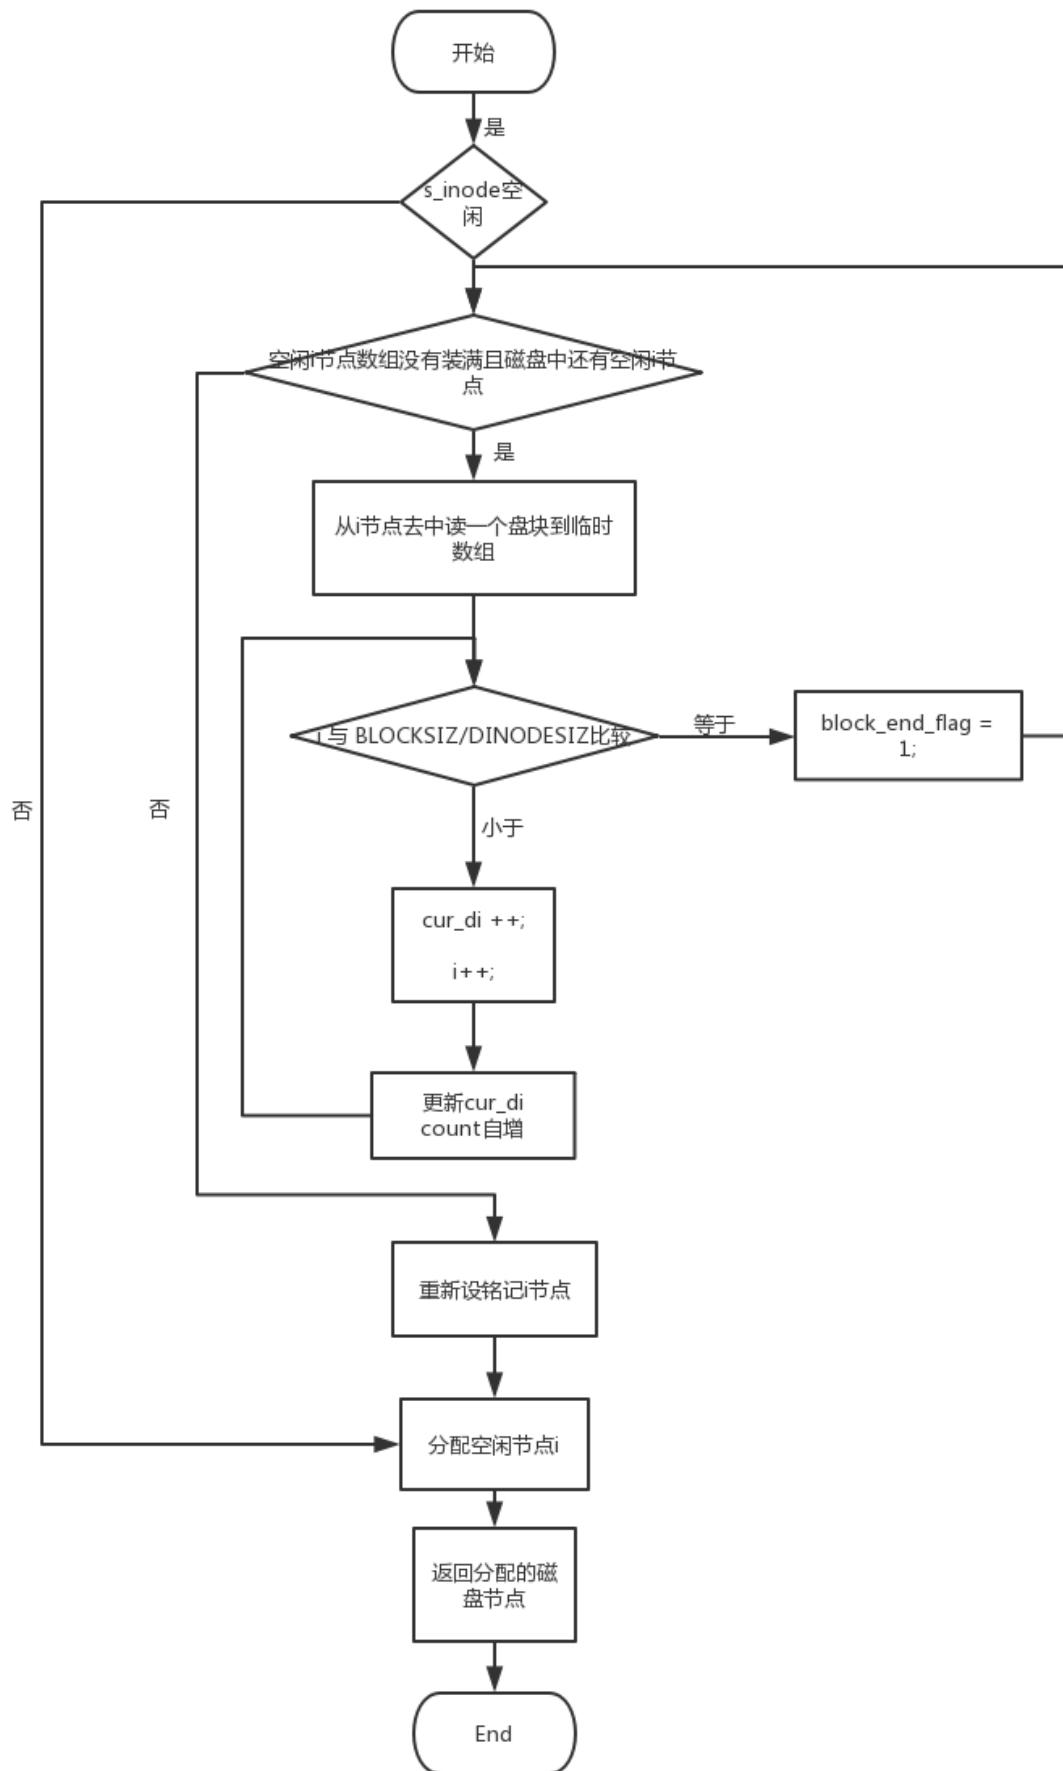 开始
是
s_inode空
闲
空闲i节点数组没有装满且磁盘中还有空闲i节
点
是
从i节点去中读一个盘块到临时
数组
i 与 BLOCKSIZ/DINODESIZ比较
等于
block_end_flag =
1;
否
否
小于
cur_di ++;
i++;
更新cur_di
count自增
重新设铭记i节点
分配空闲节点i
返回分配的磁
盘节点
End